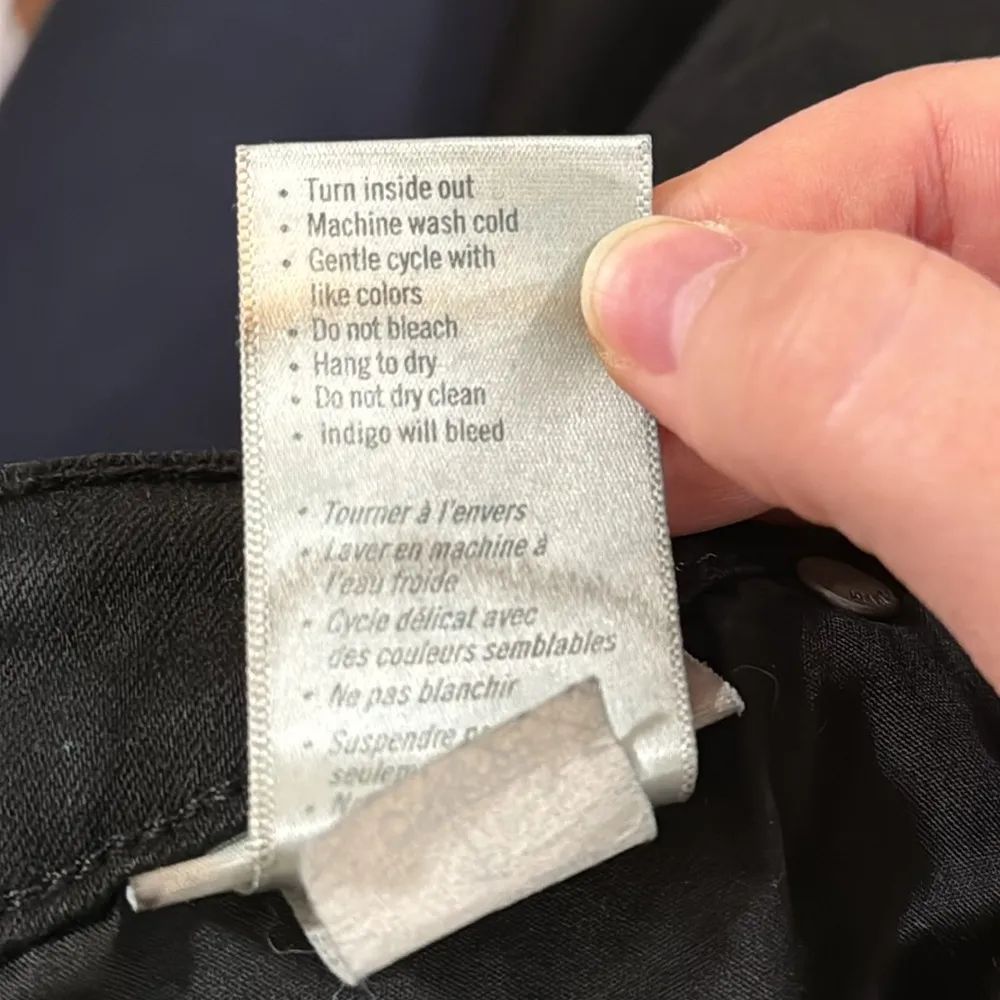 • Turn inside out
• Machine wash cold
• Gentle cycle with
like colors
• Do not bleach
• Hang to dry
• Do not dry clean
• Indigo will bleed
• Tourner à l'envers
• Laver en machine à
l'eau froide
• Cycle délicat avec
des couleurs semblables
• Ne pas blanchir
• Suspendre